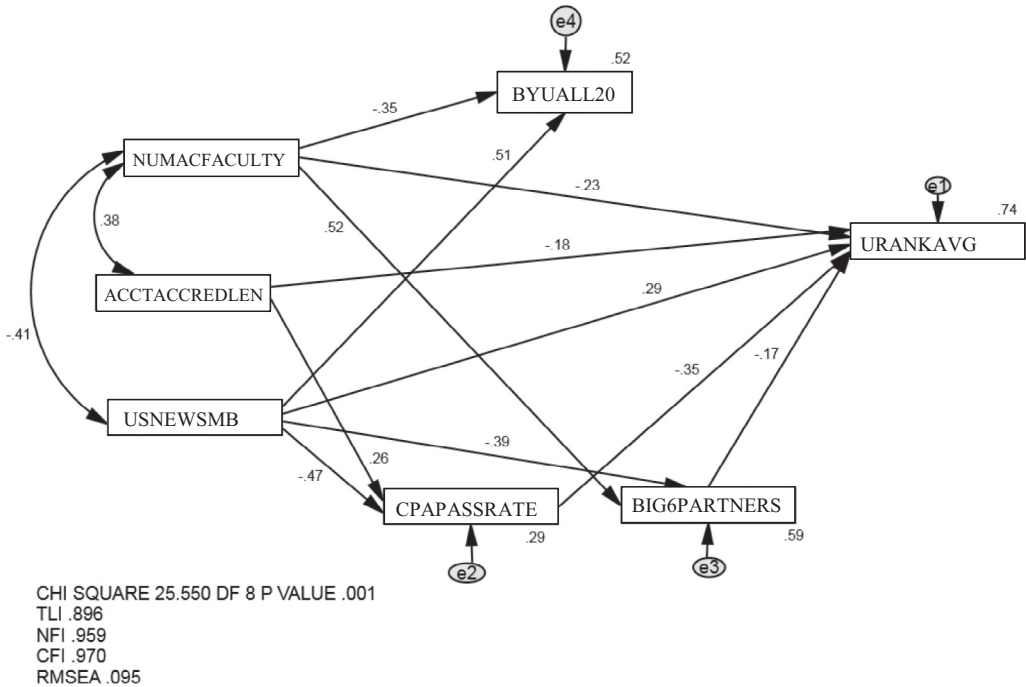 e4
.52
BYUALL20
-.35
NUMACFACULTY
.51
-.23
e1
.74
URANKAVG
.38
.52
-.18
ACCTACCREDLEN
.29
-.41
-.17
-.35
USNEWSMB
-.39
.26
-.47
CPAPASSRATE
BIG6PARTNERS
.29
.59
e2
e3
CHI SQUARE 25.550 DF 8 P VALUE .001
TLI .896
NFI .959
CFI .970
RMSEA .095